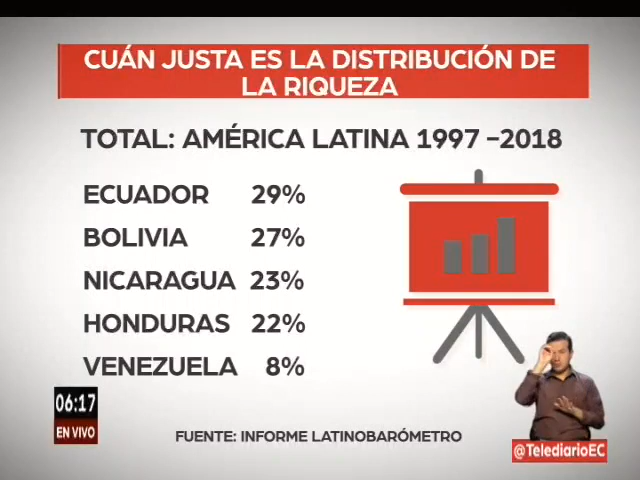 CUÁN JUSTA ES LA DISTRIBUCIÓN DE
LA RIQUEZA
TOTAL: AMÉRICA LATINA 1997 –2018
ECUADOR 29%
BOLIVIA 27%
NICARAGUA 23%
HONDURAS 22%
VENEZUELA 8%
06:17
EN VIVO
FUENTE: INFORME LATINOBARÓMETRO
@TelediarioEC